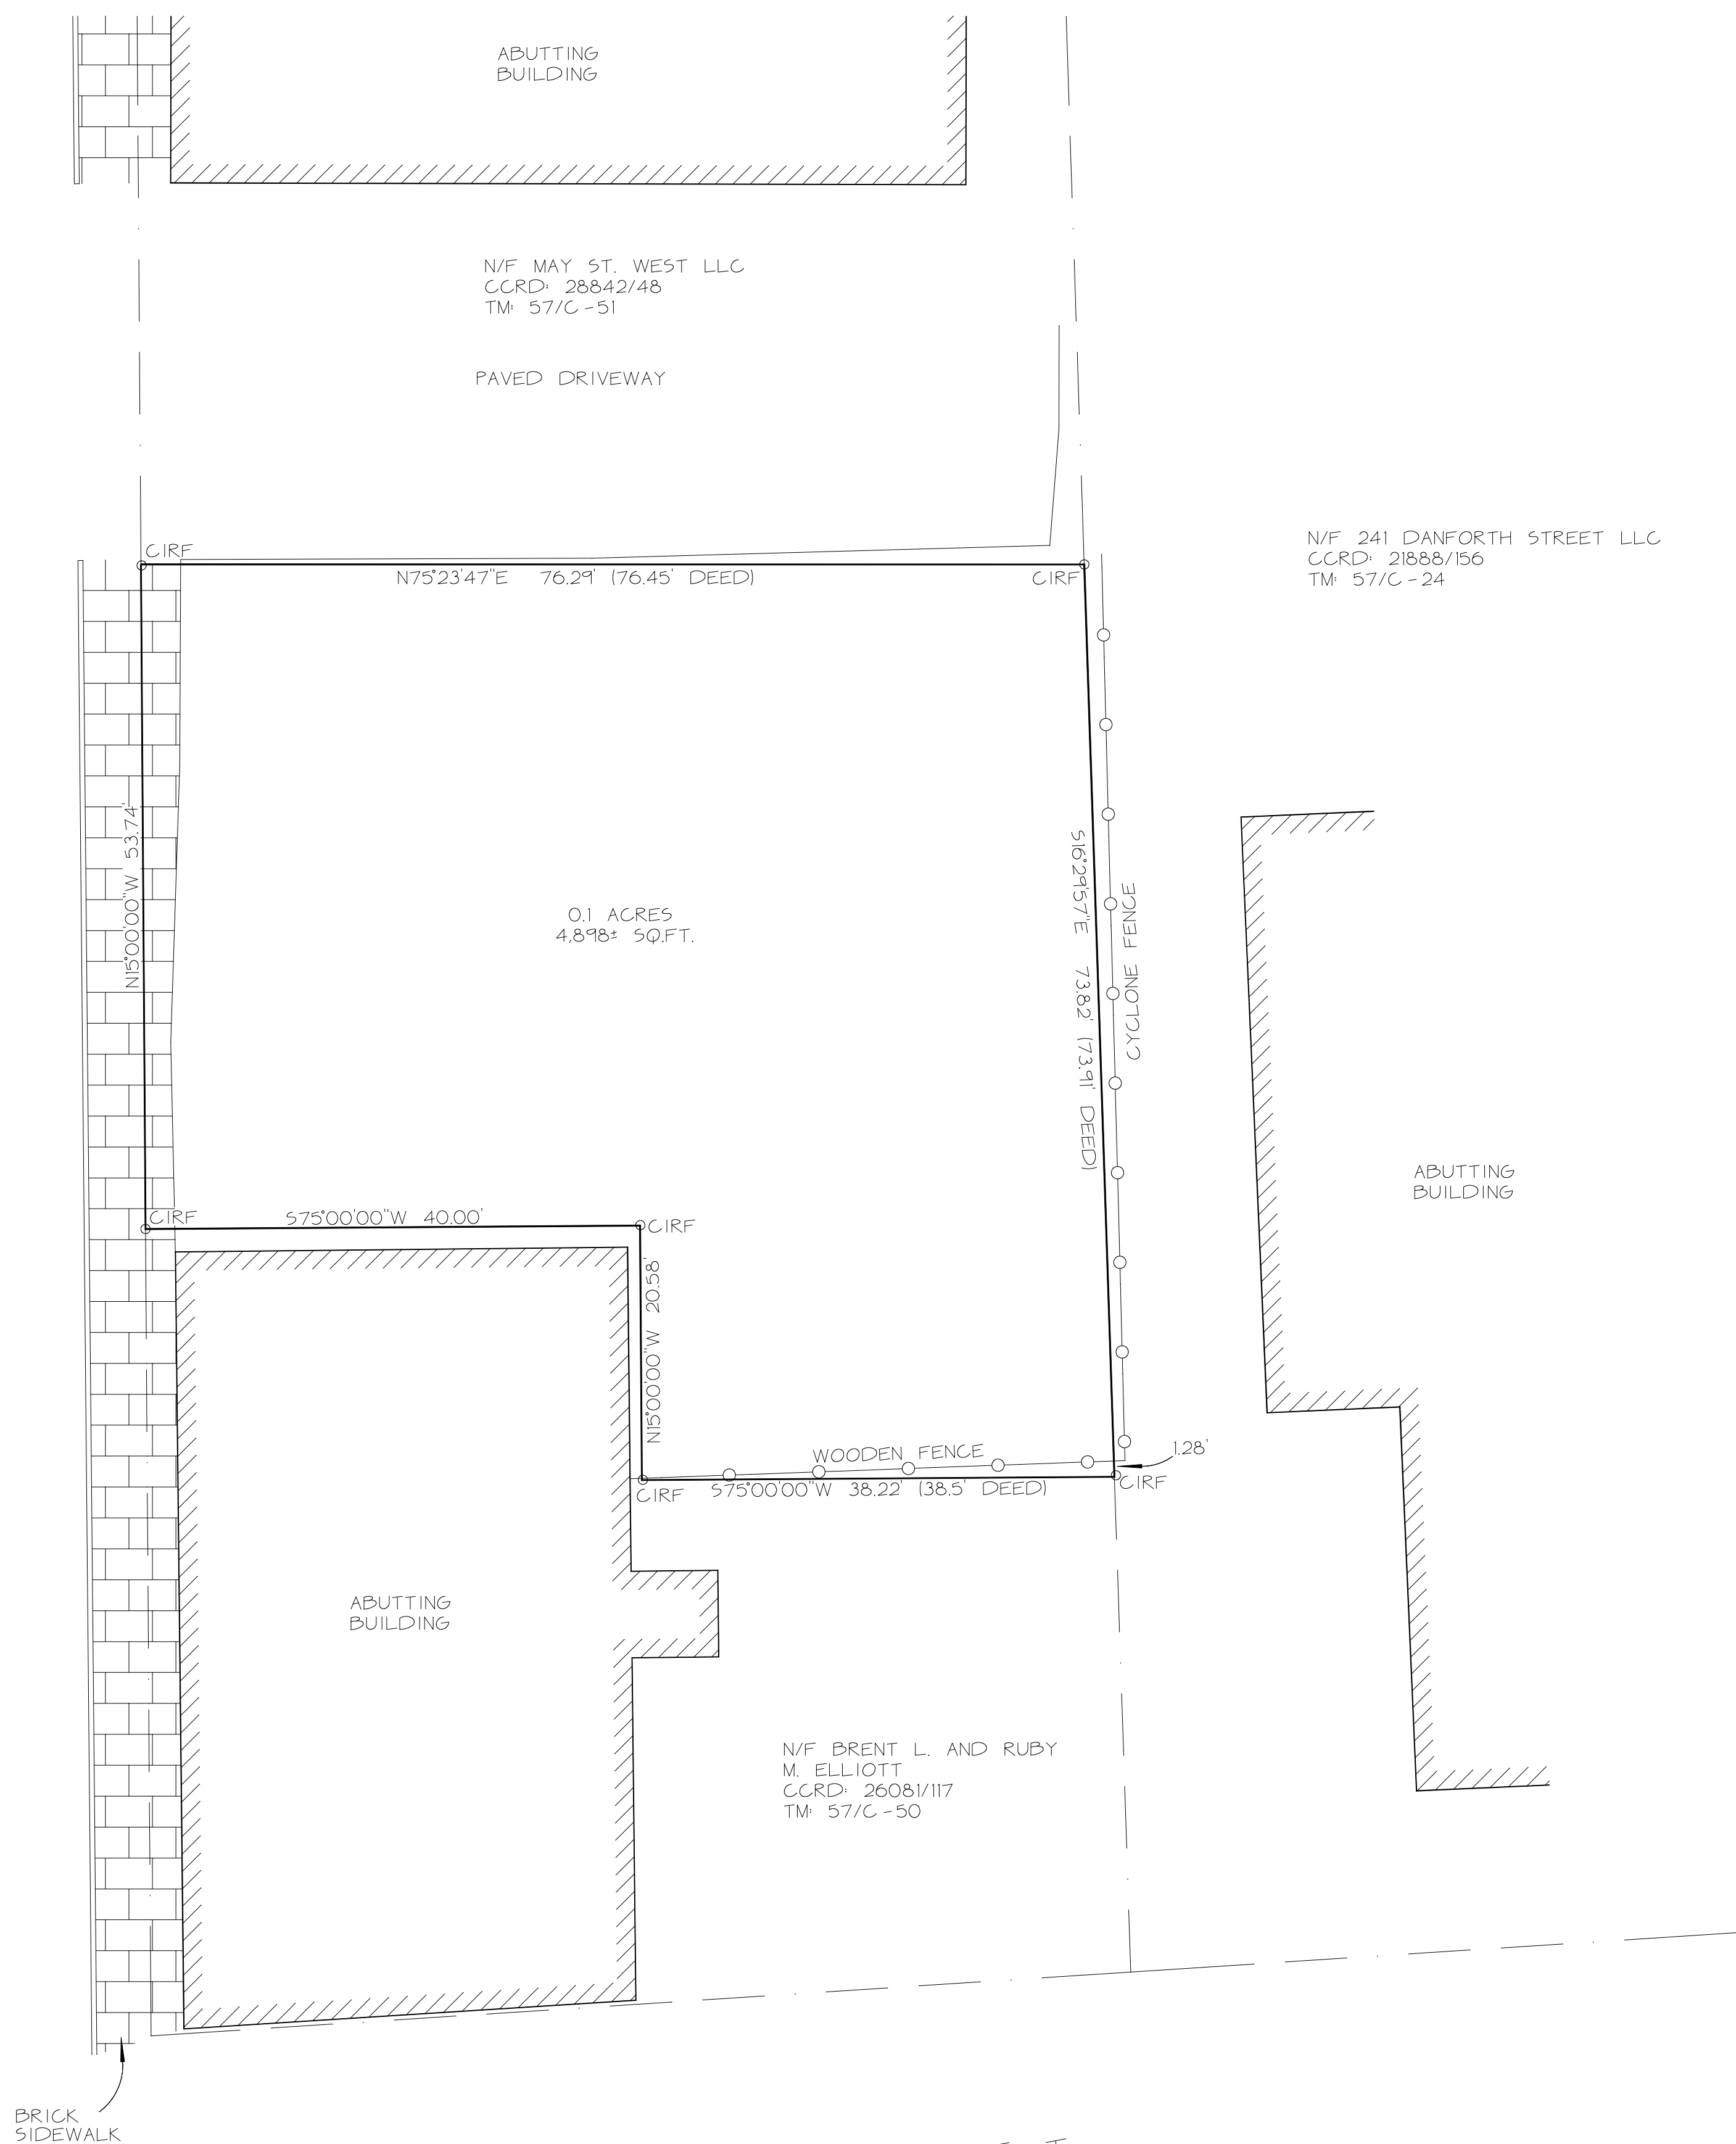 ABUTTING
BUILDING
N/F MAY ST. WEST LLC
CCRD: 28842/48
TM: 57/C-51
PAVED DRIVEWAY
N/F 241 DANFORTH STREET LLC
CCRD: 21888/156
TM: 57/C-24
CIRF
N75°23'47"E 76.29' (76.45' DEED)
CIRF
N15°00'00"W 53.74'
S16°29'57"E 73.82' (73.91' DEED)
CYCLONE FENCE
0.1 ACRES
4,898± SQ.FT.
ABUTTING
BUILDING
CIRF
S75°00'00"W 40.00'
CIRF
N15°00'00"W 20.58'
WOODEN FENCE
1.28'
CIRF
S75°00'00"W 38.22' (38.5' DEED)
CIRF
ABUTTING
BUILDING
N/F BRENT L. AND RUBY
M. ELLIOTT
CCRD: 26081/117
TM: 57/C-50
BRICK
SIDEWALK